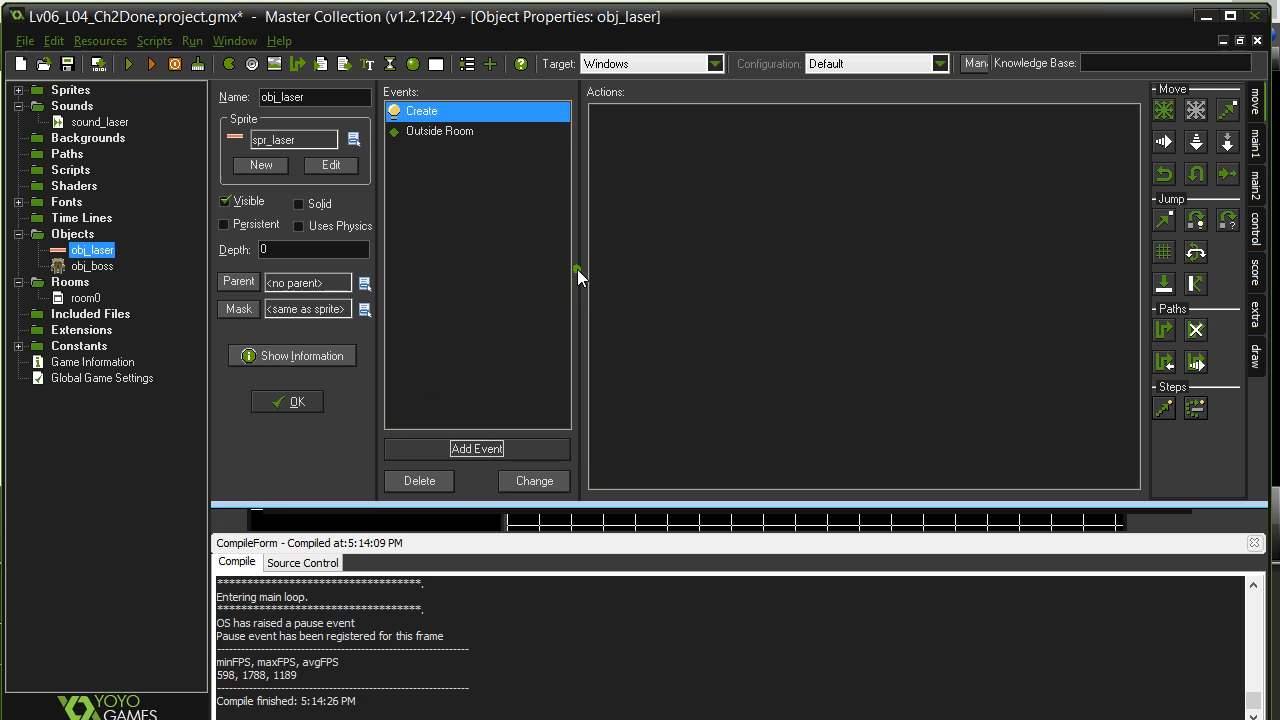 Lv06_L04_Ch2Done.project.gmx* - Master Collection (v1.2.1224) - [Object Properties: obj_laser]
File Edit Resources Scripts Run Window Help
Target: Windows Configuration: Default Man Knowledge Base:
Sprites
Sounds
sound_laser
Backgrounds
Paths
Scripts
Shaders
Fonts
Time Lines
Objects
obj_laser
obj_boss
Rooms
room0
Included Files
Extensions
Constants
Game Information
Global Game Settings
YOYO
GAMES
Name: obj_laser
Sprite
spr_laser
New Edit
Visible Solid
Persistent Uses Physics
Depth: 0
Parent <no parent>
Mask <same as sprite>
Show Information
OK
Events:
Create
Outside Room
Add Event
Delete Change
Actions:
Move
Jump
Paths
Steps
move
main1
main2
control
score
extra
draw
CompileForm - Compiled at:5:14:09 PM
Compile Source Control
***********************************.
Entering main loop.
***********************************.
OS has raised a pause event
Pause event has been registered for this frame
------------------------------------------------------------
minFPS, maxFPS, avgFPS
598, 1788, 1189
------------------------------------------------------------
Compile finished: 5:14:26 PM